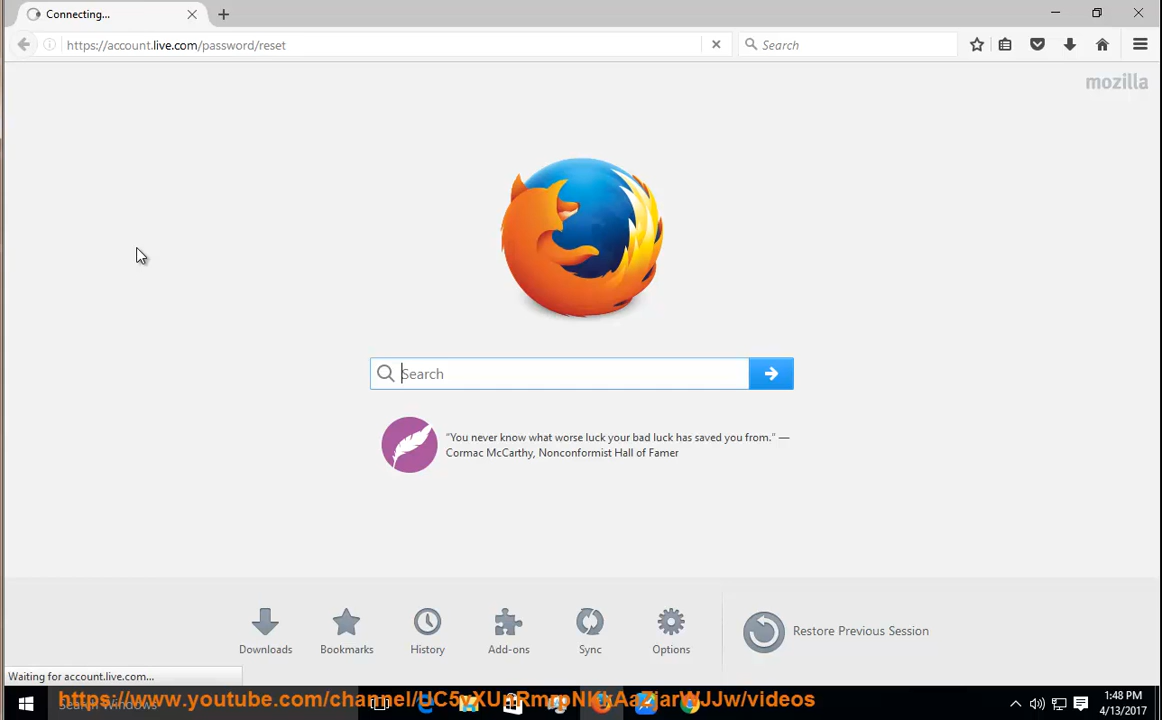 Connecting...
https://account.live.com/password/reset
Search
mozilla
Search
"You never know what worse luck your bad luck has saved you from." —
Cormac McCarthy, Nonconformist Hall of Famer
Downloads
Bookmarks
History
Add-ons
Sync
Options
Restore Previous Session
Waiting for account.live.com...
Search Windows
1:48 PM
4/13/2017